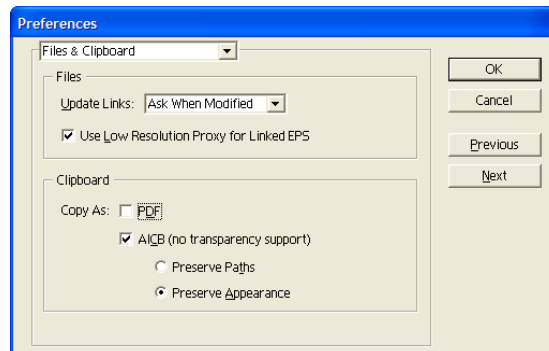 Preferences
Files & Clipboard
OK
Files
Update Links: Ask When Modified
Cancel
Use Low Resolution Proxy for Linked EPS
Previous
Next
Clipboard
Copy As: PDF
AICB (no transparency support)
Preserve Paths
Preserve Appearance